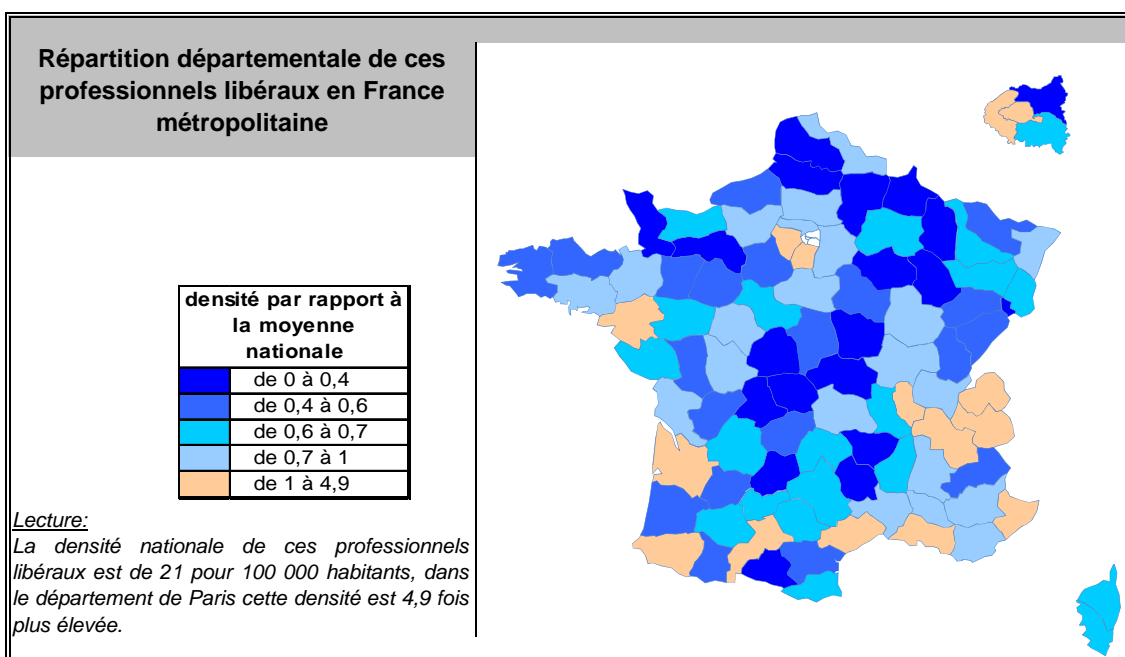 Répartition départementale de ces
professionnels libéraux en France
métropolitaine
densité par rapport à
la moyenne
nationale
de 0 à 0,4
de 0,4 à 0,6
de 0,6 à 0,7
de 0,7 à 1
de 1 à 4,9
Lecture:
La densité nationale de ces professionnels
libéraux est de 21 pour 100 000 habitants, dans
le département de Paris cette densité est 4,9 fois
plus élevée.